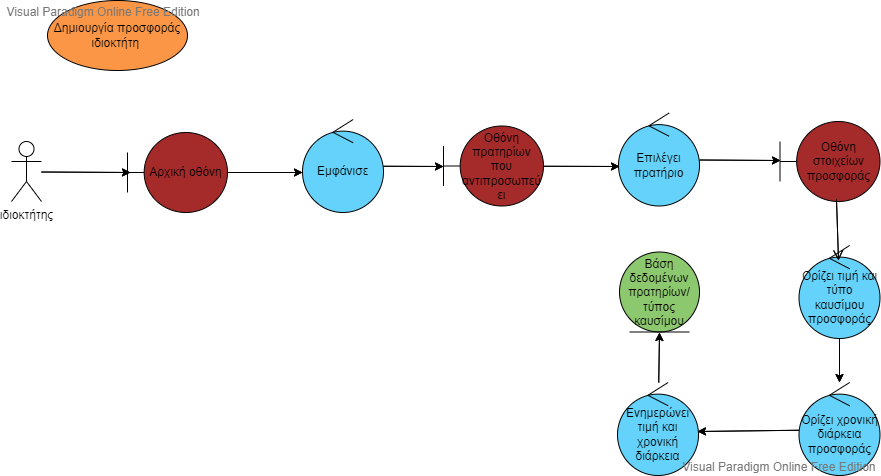 Visual Paradigm Online Free Edition
Δημιουργία προσφοράς
ιδιοκτήτη
ιδιοκτήτης
Αρχική οθόνη
Εμφάνισε
Οθόνη
πρατηρίων
που
αντιπροσωπεύ
ει
Επιλέγει
πρατήριο
Οθόνη
στοιχείων
προσφοράς
Ορίζει τιμή και
τύπο
καυσίμου
προσφοράς
Ορίζει χρονική
διάρκεια
προσφοράς
Ενημερώνει
τιμή και
χρονική
διάρκεια
Βάση
δεδομένων
πρατηρίων/
τύπος
καυσίμου
Visual Paradigm Online Free Edition